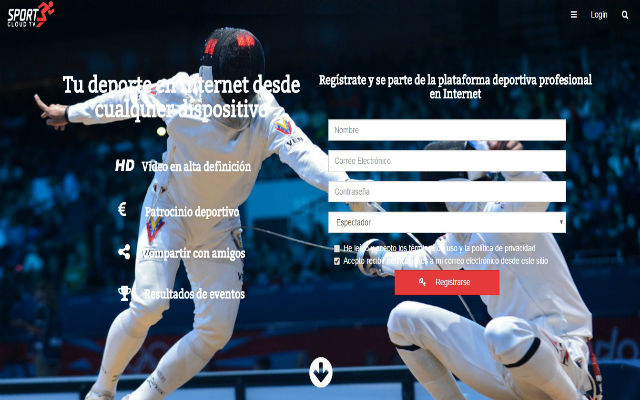 SPORT
CLOUD TV
Login
Tu deporte en Internet desde
cualquier dispositivo
HD Video en alta definición
€ Patrocinio deportivo
Compartir con amigos
Resultados de eventos
Regístrate y se parte de la plataforma deportiva profesional
en Internet
Nombre
Correo Electrónico
Contraseña
Espectador
He leído y acepto los términos de uso y la política de privacidad
Acepto recibir notificaciones a mi correo electrónico desde este sitio
Registrarse
VEN